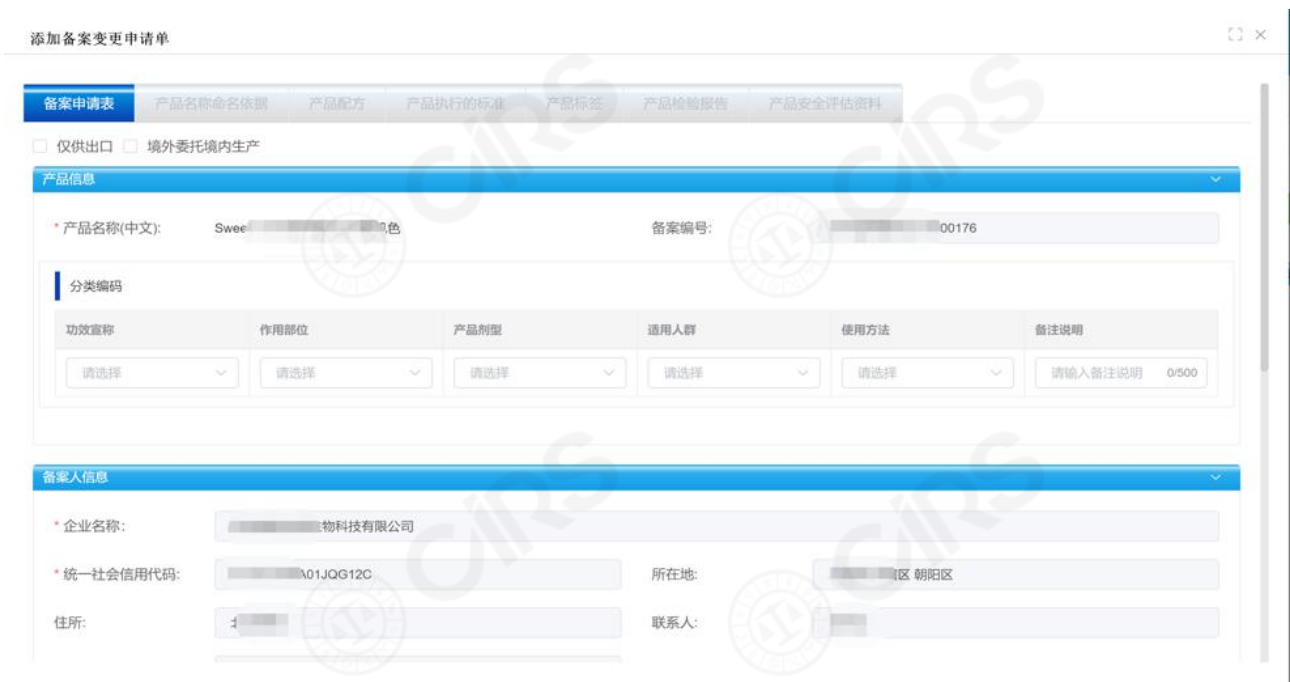 添加备案变更申请单
备案申请表 产品名称命名依据 产品配方 产品执行的标准 产品标签 产品检验报告 产品安全评估资料
仅供出口 境外委托境内生产
产品信息
* 产品名称(中文): Swee 色 备案编号: 00176
分类编码
功效宣称 作用部位 产品剂型 适用人群 使用方法 备注说明
请选择 请选择 请选择 请选择 请选择 请输入备注说明 0/500
备案人信息
* 企业名称: 物科技有限公司
* 统一社会信用代码: 01JQG12C 所在地: 区 朝阳区
住所: 联系人:
CIRS
CIRS
CIRS
CIRS